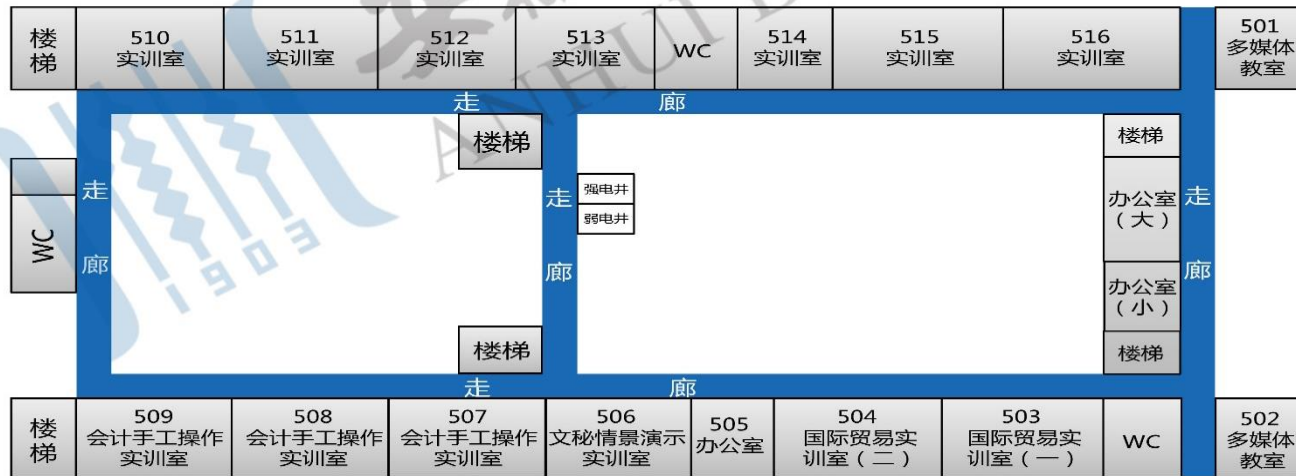 楼梯
510
实训室
511
实训室
512
实训室
513
实训室
WC
514
实训室
515
实训室
516
实训室
501
多媒体
教室
走 廊
楼梯
楼梯
强电井
弱电井
走
廊
走
廊
走
廊
WC
办公室
(大)
办公室
(小)
1903
ANHUI
楼梯
楼梯
走 廊
楼梯
509
会计手工操作
实训室
508
会计手工操作
实训室
507
会计手工操作
实训室
506
文秘情景演示
实训室
505
办公室
504
国际贸易实
训室(二)
503
国际贸易实
训室(一)
WC
502
多媒体
教室